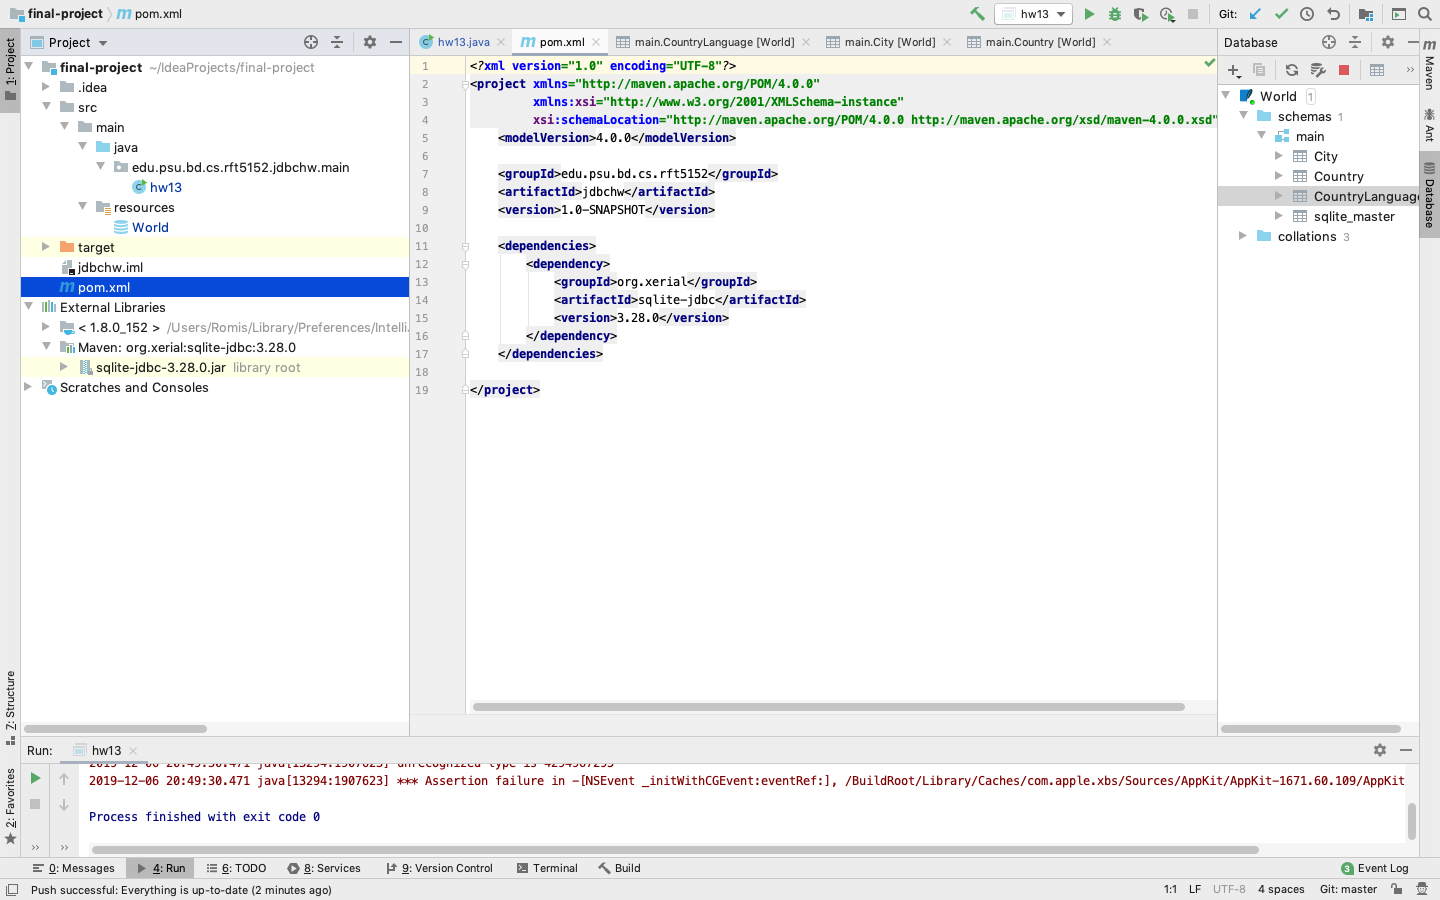 final-project
pom.xml
hw13
Git:
1: Project
Project
hw13.java
pom.xml
main.CountryLanguage [World]
main.City [World]
main.Country [World]
Database
Maven
Ant
Database
final-project ~/IdeaProjects/final-project
.idea
src
main
java
edu.psu.bd.cs.rft5152.jdbchw.main
hw13
resources
World
target
jdbchw.iml
pom.xml
External Libraries
< 1.8.0_152 > /Users/Romis/Library/Preferences/Intelli
Maven: org.xerial:sqlite-jdbc:3.28.0
sqlite-jdbc-3.28.0.jar library root
Scratches and Consoles
1 <?xml version="1.0" encoding="UTF-8"?>
2 <project xmlns="http://maven.apache.org/POM/4.0.0"
3 xmlns:xsi="http://www.w3.org/2001/XMLSchema-instance"
4 xsi:schemaLocation="http://maven.apache.org/POM/4.0.0 http://maven.apache.org/xsd/maven-4.0.0.xsd"
5 <modelVersion>4.0.0</modelVersion>
6
7 <groupId>edu.psu.bd.cs.rft5152</groupId>
8 <artifactId>jdbchw</artifactId>
9 <version>1.0-SNAPSHOT</version>
10
11 <dependencies>
12 <dependency>
13 <groupId>org.xerial</groupId>
14 <artifactId>sqlite-jdbc</artifactId>
15 <version>3.28.0</version>
16 </dependency>
17 </dependencies>
18
19 </project>
World 1
schemas 1
main
City
Country
CountryLanguage
sqlite_master
collations 3
Z: Structure
2: Favorites
Run: hw13
2019-12-06 20:49:30.471 java[13294:1907623] unrecognized type is 4294967295
2019-12-06 20:49:30.471 java[13294:1907623] *** Assertion failure in -[NSEvent _initWithCGEvent:eventRef:], /BuildRoot/Library/Caches/com.apple.xbs/Sources/AppKit/AppKit-1671.60.109/AppKit
Process finished with exit code 0
0: Messages
4: Run
6: TODO
8: Services
9: Version Control
Terminal
Build
3 Event Log
Push successful: Everything is up-to-date (2 minutes ago)
1:1 LF UTF-8 4 spaces Git: master